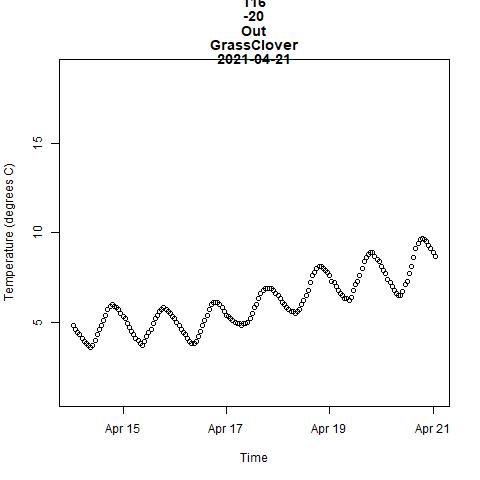 T16
-20
Out
GrassClover
2021-04-21
Temperature (degrees C)
15
10
5
Apr 15 Apr 17 Apr 19 Apr 21
Time